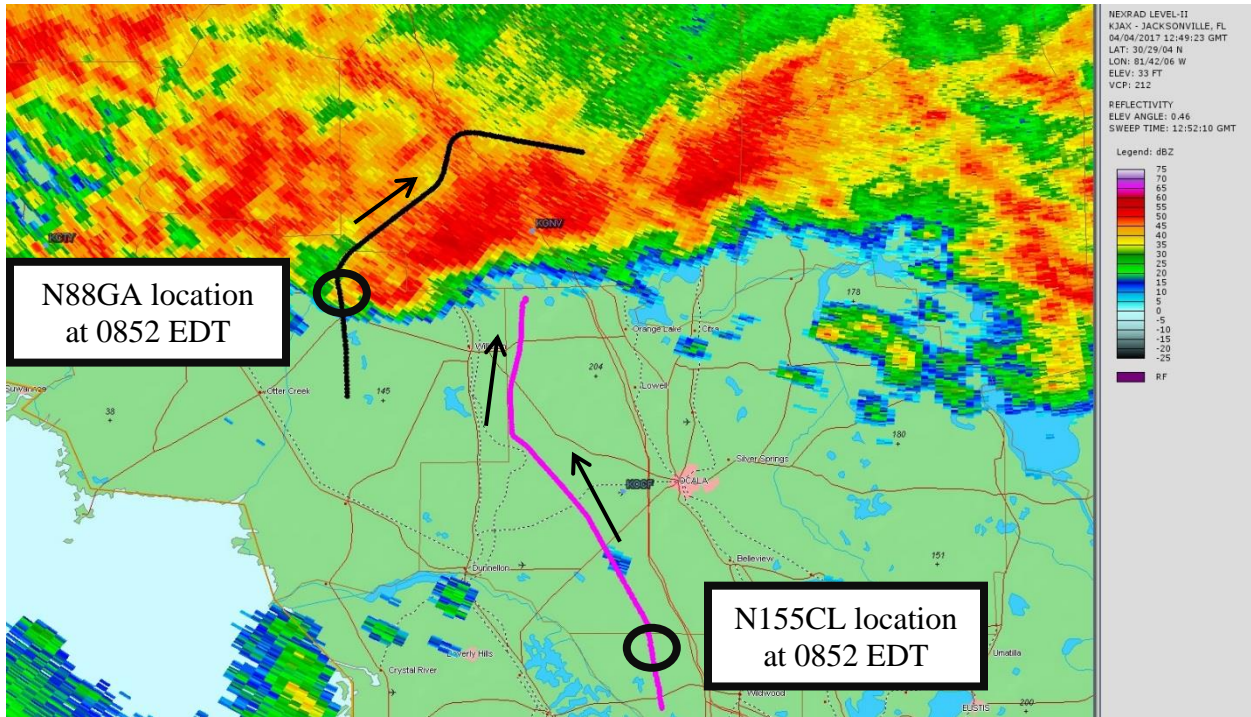 NEXRAD LEVEL-II
KJAX - JACKSONVILLE, FL
04/04/2017 12:49:23 GMT
LAT: 30/29/04 N
LON: 81/42/06 W
ELEV: 33 FT
VCP: 212
REFLECTIVITY
ELEV ANGLE: 0.46
SWEEP TIME: 12:52:10 GMT
Legend: dBZ
75
70
65
60
55
50
45
40
35
30
25
20
15
10
5
0
-5
-10
-15
-20
-25
RF
KCTY
KGNV
N88GA location
at 0852 EDT
178
Orange Lake
Citra
204
Otter Creek
145
Lowell
38
180
Silver Springs
KOCF
OCALA
151
Belleview
Dunnellon
N155CL location
at 0852 EDT
Beverly Hills
Crystal River
Umatilla
Wildwood
EUSTIS
200